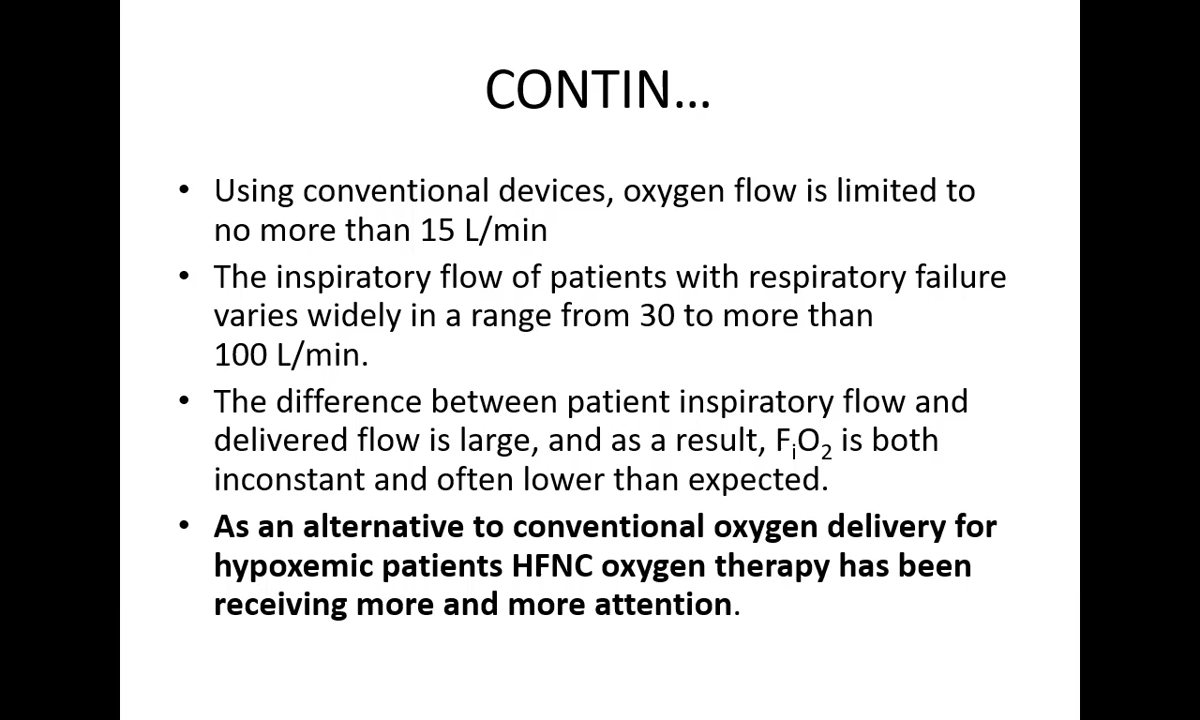 CONTIN...
• Using conventional devices, oxygen flow is limited to
no more than 15 L/min
• The inspiratory flow of patients with respiratory failure
varies widely in a range from 30 to more than
100 L/min.
• The difference between patient inspiratory flow and
delivered flow is large, and as a result, FiO2 is both
inconstant and often lower than expected.
• As an alternative to conventional oxygen delivery for
hypoxemic patients HFNC oxygen therapy has been
receiving more and more attention.